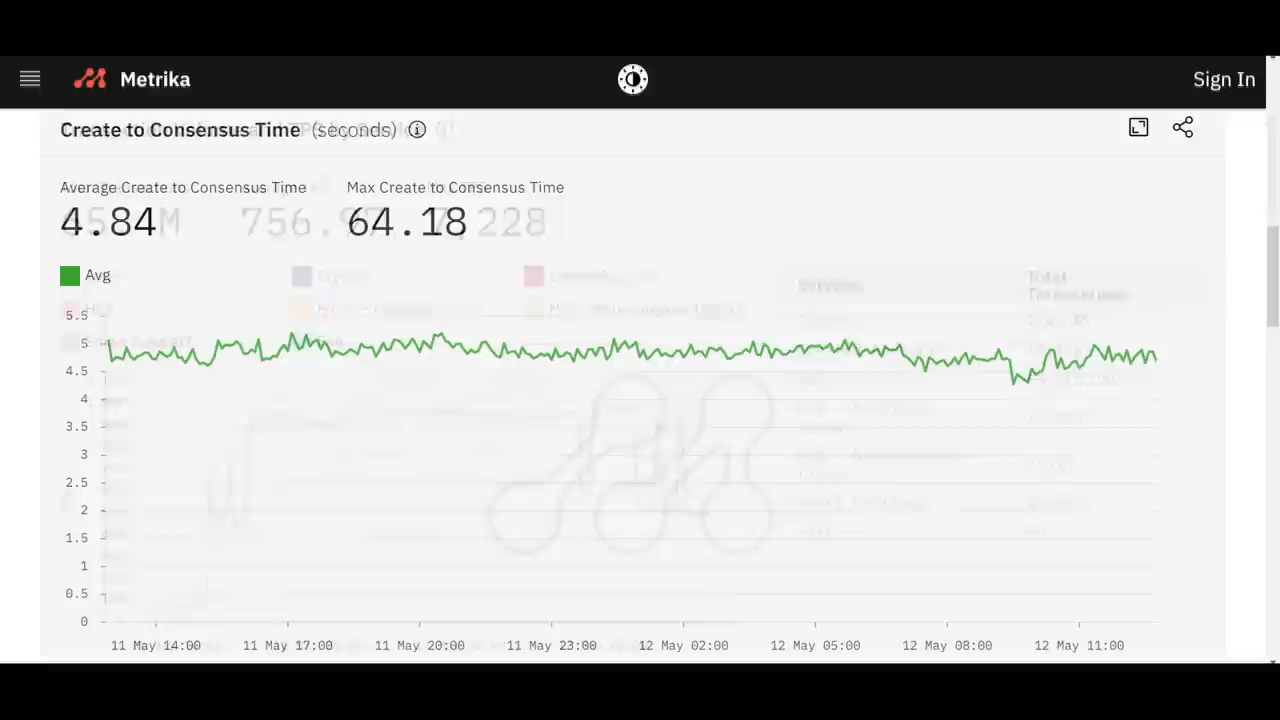 Metrika
Sign In
Create to Consensus Time (seconds)
Average Create to Consensus Time
Max Create to Consensus Time
4.84
64.18
756.97
228
Avg
5.5
5
4.5
4
3.5
3
2.5
2
1.5
1
0.5
0
11 May 14:00
11 May 17:00
11 May 20:00
11 May 23:00
12 May 02:00
12 May 05:00
12 May 08:00
12 May 11:00